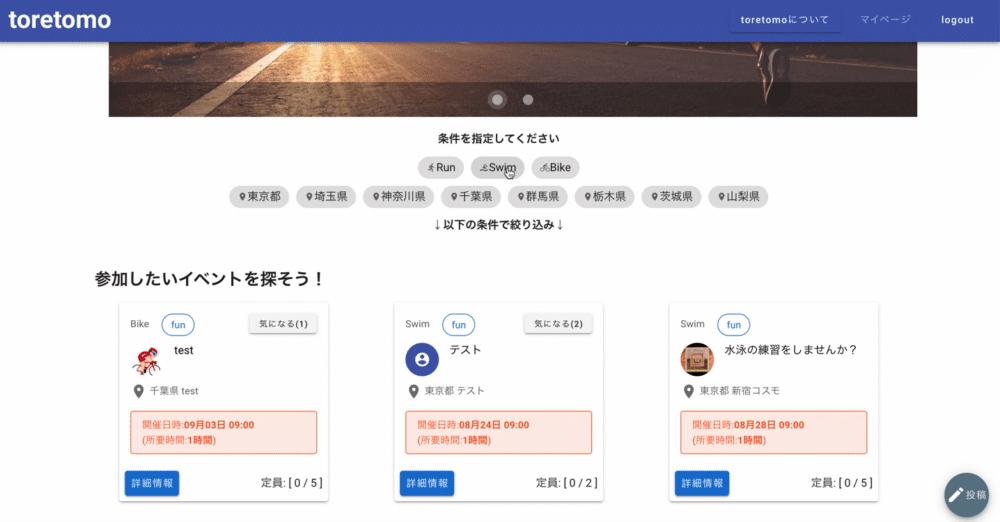 toretomo
toretomoについて マイページ logout
条件を指定してください
Run Swim Bike
東京都 埼玉県 神奈川県 千葉県 群馬県 栃木県 茨城県 山梨県
↓以下の条件で絞り込み↓
参加したいイベントを探そう！
Bike fun 気になる(1)
test
千葉県 test
開催日時:09月03日 09:00
(所要時間:1時間)
詳細情報 定員: [ 0 / 5 ]
Swim fun 気になる(2)
テスト
東京都 テスト
開催日時:08月24日 09:00
(所要時間:1時間)
詳細情報 定員: [ 0 / 2 ]
Swim fun
水泳の練習をしませんか？
東京都 新宿コスモ
開催日時:08月28日 09:00
(所要時間:1時間)
詳細情報 定員: [ 0 / 5 ]
投稿